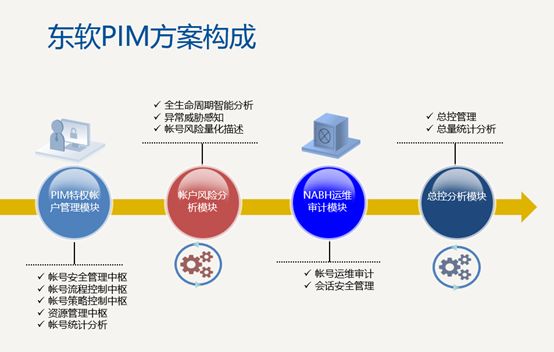 东软PIM方案构成
✓ 全生命周期智能分析
✓ 异常威胁感知
✓ 帐号风险量化描述
✓ 总控管理
✓ 总量统计分析
PIM特权帐
户管理模块
帐户风险分
析模块
NABH运维
审计模块
总控分析模块
✓ 帐号安全管理中枢
✓ 帐号流程控制中枢
✓ 帐号策略控制中枢
✓ 资源管理中枢
✓ 帐号统计分析
✓ 帐号运维审计
✓ 会话安全管理